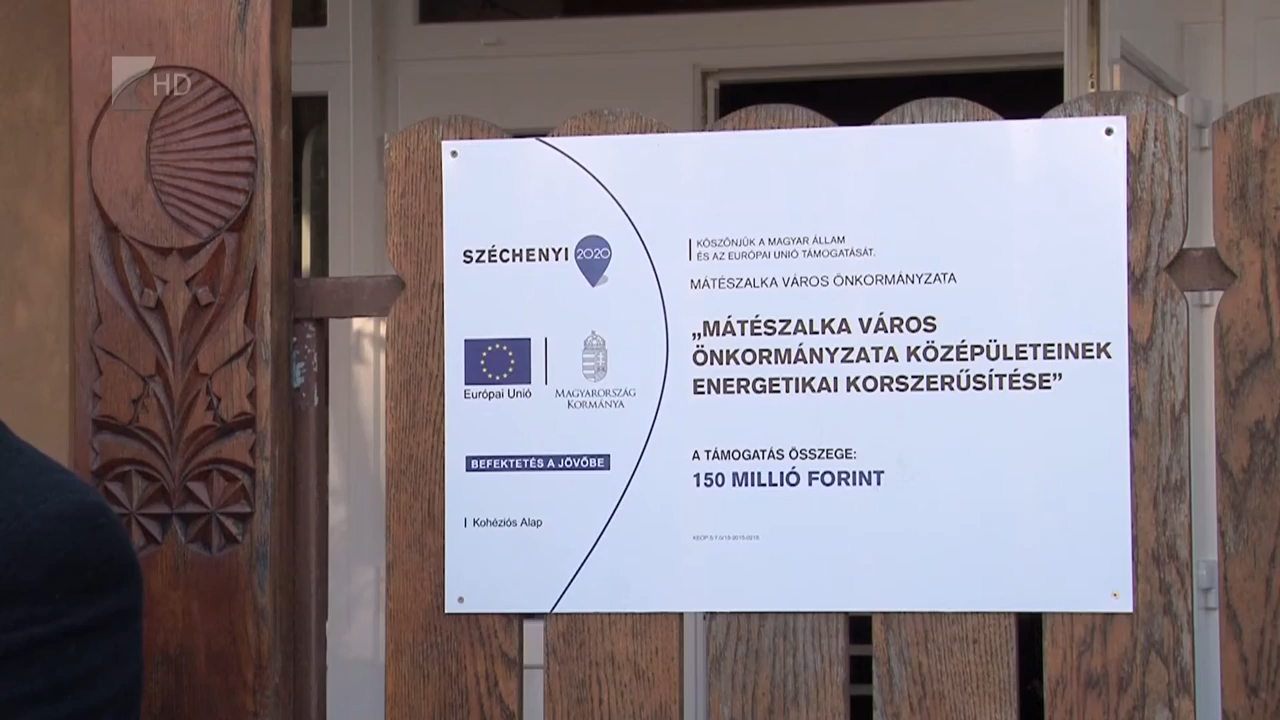 HD
SZÉCHENYI 2020
Európai Unió
MAGYARORSZÁG
KORMÁNYA
BEFEKTETÉS A JÖVŐBE
Kohéziós Alap
KÖSZÖNJÜK A MAGYAR ÁLLAM
ÉS AZ EURÓPAI UNIÓ TÁMOGATÁSÁT.
MÁTÉSZALKA VÁROS ÖNKORMÁNYZATA
„MÁTÉSZALKA VÁROS
ÖNKORMÁNYZATA KÖZÉPÜLETEINEK
ENERGETIKAI KORSZERŰSÍTÉSE”
A TÁMOGATÁS ÖSSZEGE:
150 MILLIÓ FORINT